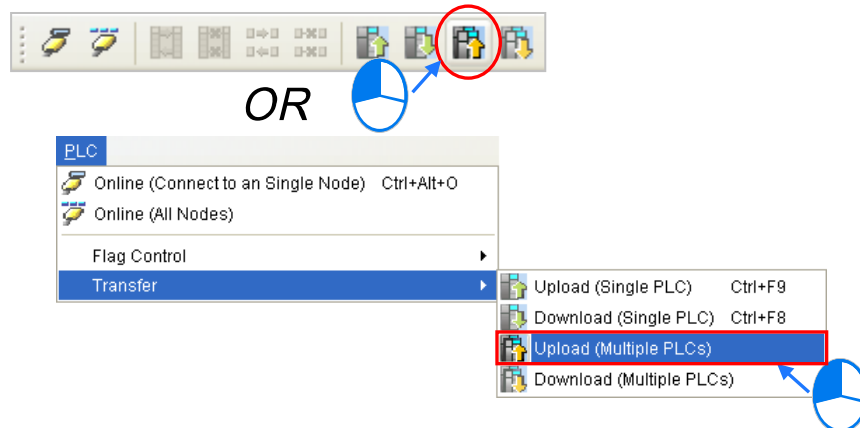 OR
PLC
Online (Connect to an Single Node) Ctrl+Alt+O
Online (All Nodes)
Flag Control
Transfer
Upload (Single PLC) Ctrl+F9
Download (Single PLC) Ctrl+F8
Upload (Multiple PLCs)
Download (Multiple PLCs)